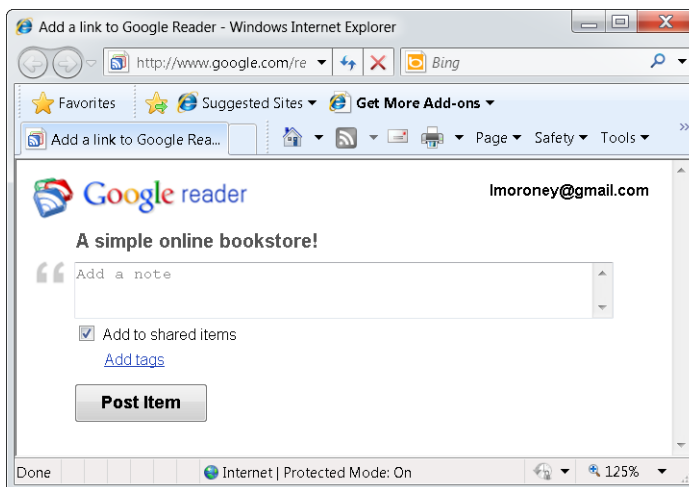 Add a link to Google Reader - Windows Internet Explorer
http://www.google.com/re
Bing
Favorites Suggested Sites Get More Add-ons
Add a link to Google Rea... Page Safety Tools
Google reader lmoroney@gmail.com
A simple online bookstore!
Add a note
Add to shared items
Add tags
Post Item
Done Internet | Protected Mode: On 125%